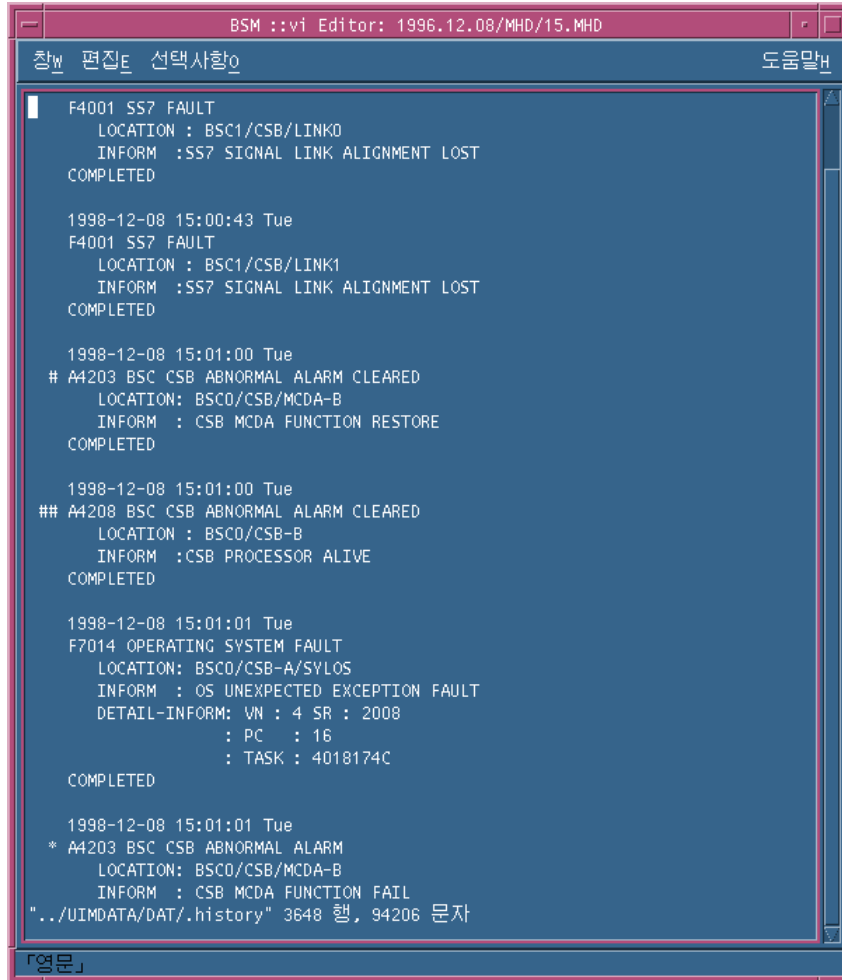 BSM ::vi Editor: 1996.12.08/MHD/15.MHD
창W 편집E 선택사항O 도움말H
F4001 SS7 FAULT
LOCATION : BSC1/CSB/LINK0
INFORM :SS7 SIGNAL LINK ALIGNMENT LOST
COMPLETED
1998-12-08 15:00:43 Tue
F4001 SS7 FAULT
LOCATION : BSC1/CSB/LINK1
INFORM :SS7 SIGNAL LINK ALIGNMENT LOST
COMPLETED
1998-12-08 15:01:00 Tue
# A4203 BSC CSB ABNORMAL ALARM CLEARED
LOCATION: BSC0/CSB/MCDA-B
INFORM : CSB MCDA FUNCTION RESTORE
COMPLETED
1998-12-08 15:01:00 Tue
## A4208 BSC CSB ABNORMAL ALARM CLEARED
LOCATION : BSC0/CSB-B
INFORM :CSB PROCESSOR ALIVE
COMPLETED
1998-12-08 15:01:01 Tue
F7014 OPERATING SYSTEM FAULT
LOCATION: BSC0/CSB-A/SYLOS
INFORM : OS UNEXPECTED EXCEPTION FAULT
DETAIL-INFORM: VN : 4 SR : 2008
: PC : 16
: TASK : 4018174C
COMPLETED
1998-12-08 15:01:01 Tue
* A4203 BSC CSB ABNORMAL ALARM
LOCATION: BSC0/CSB/MCDA-B
INFORM : CSB MCDA FUNCTION FAIL
"../UIMDATA/DAT/.history" 3648 행, 94206 문자
「영문」